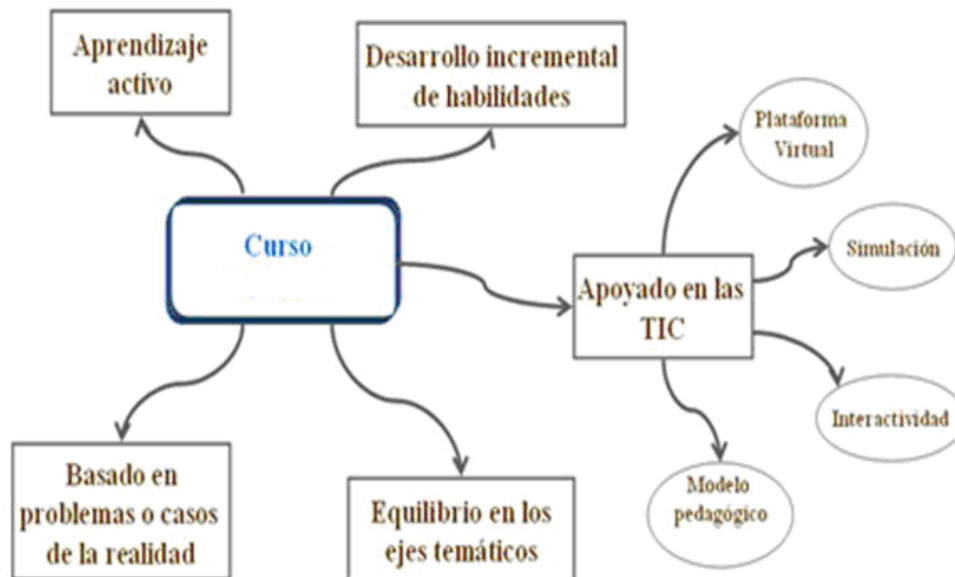 Aprendizaje
activo
Desarrollo incremental
de habilidades
Plataforma
Virtual
Curso
Simulación
Apoyado en las
TIC
Interactividad
Basado en
problemas o casos
de la realidad
Equilibrio en los
ejes temáticos
Modelo
pedagógico